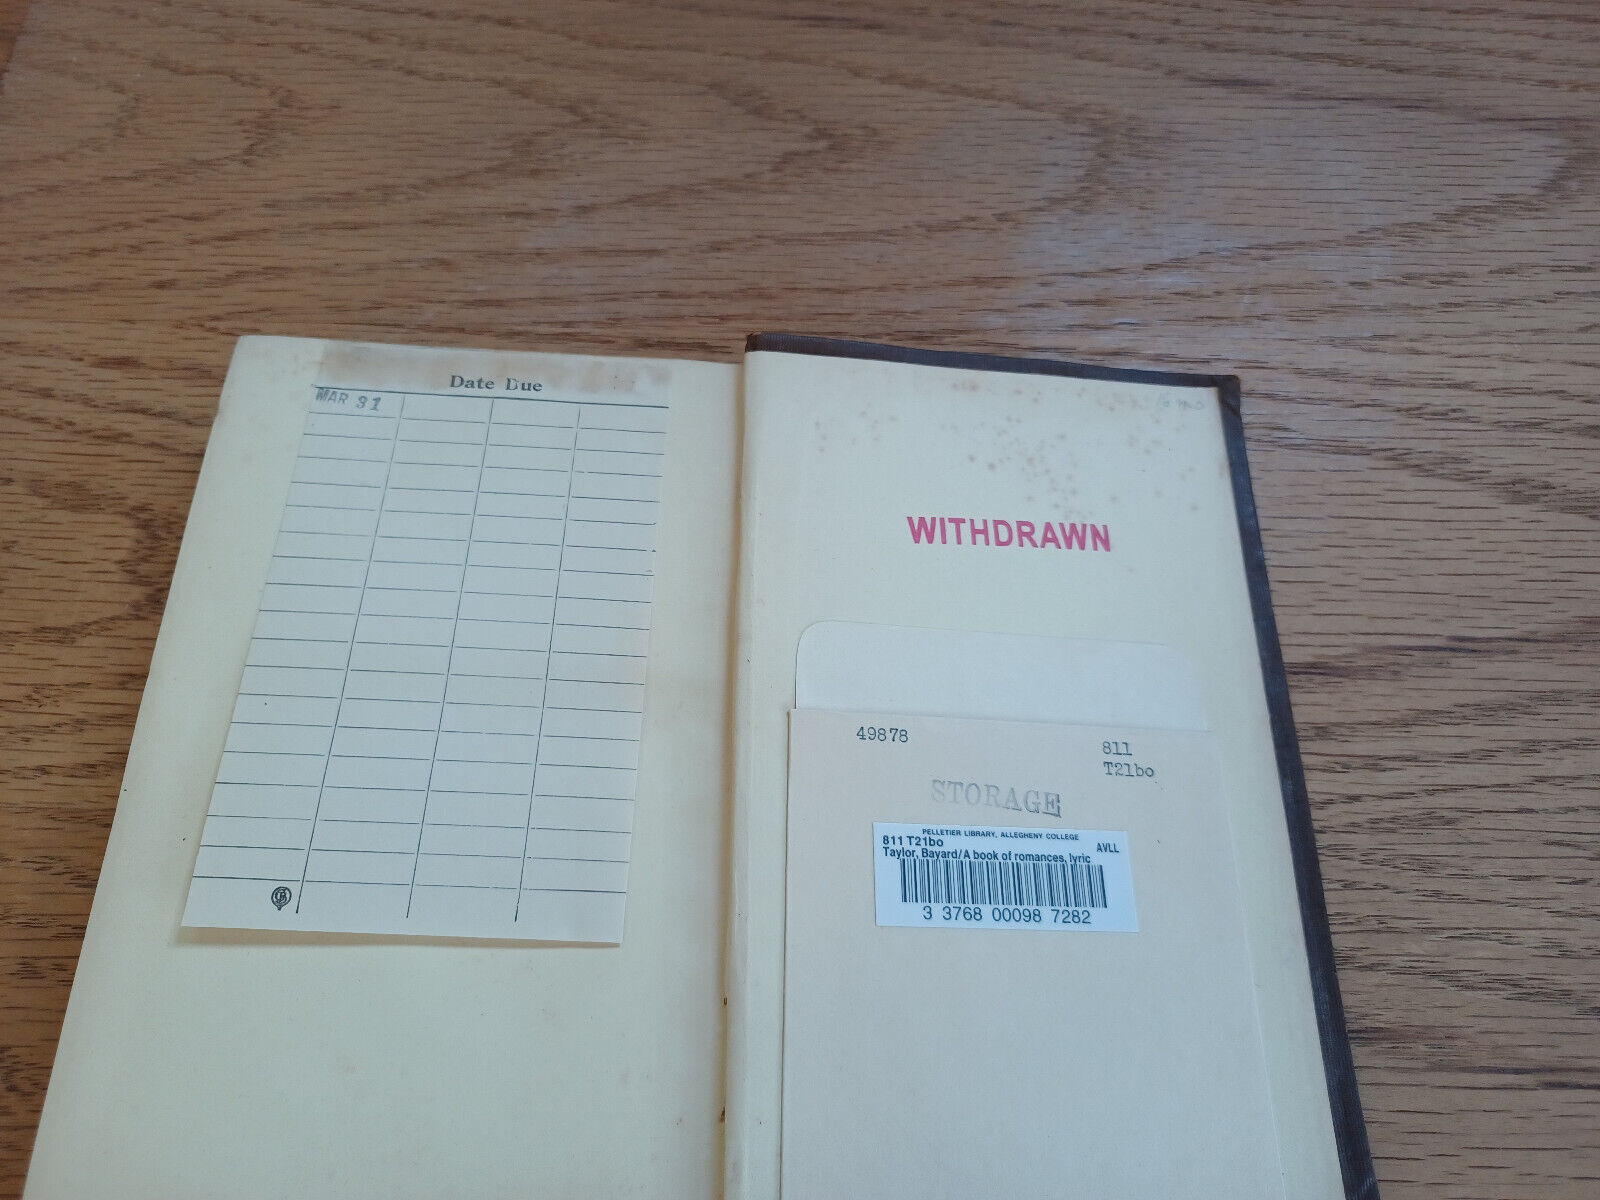 Date Due
MAR 31
WITHDRAWN
49878
811
T21bo
STORAGE
PELLETIER LIBRARY, ALLEGHENY COLLEGE
811 T21bo
AVLL
Taylor, Bayard/A book of romances, lyric
3 3768 00098 7282